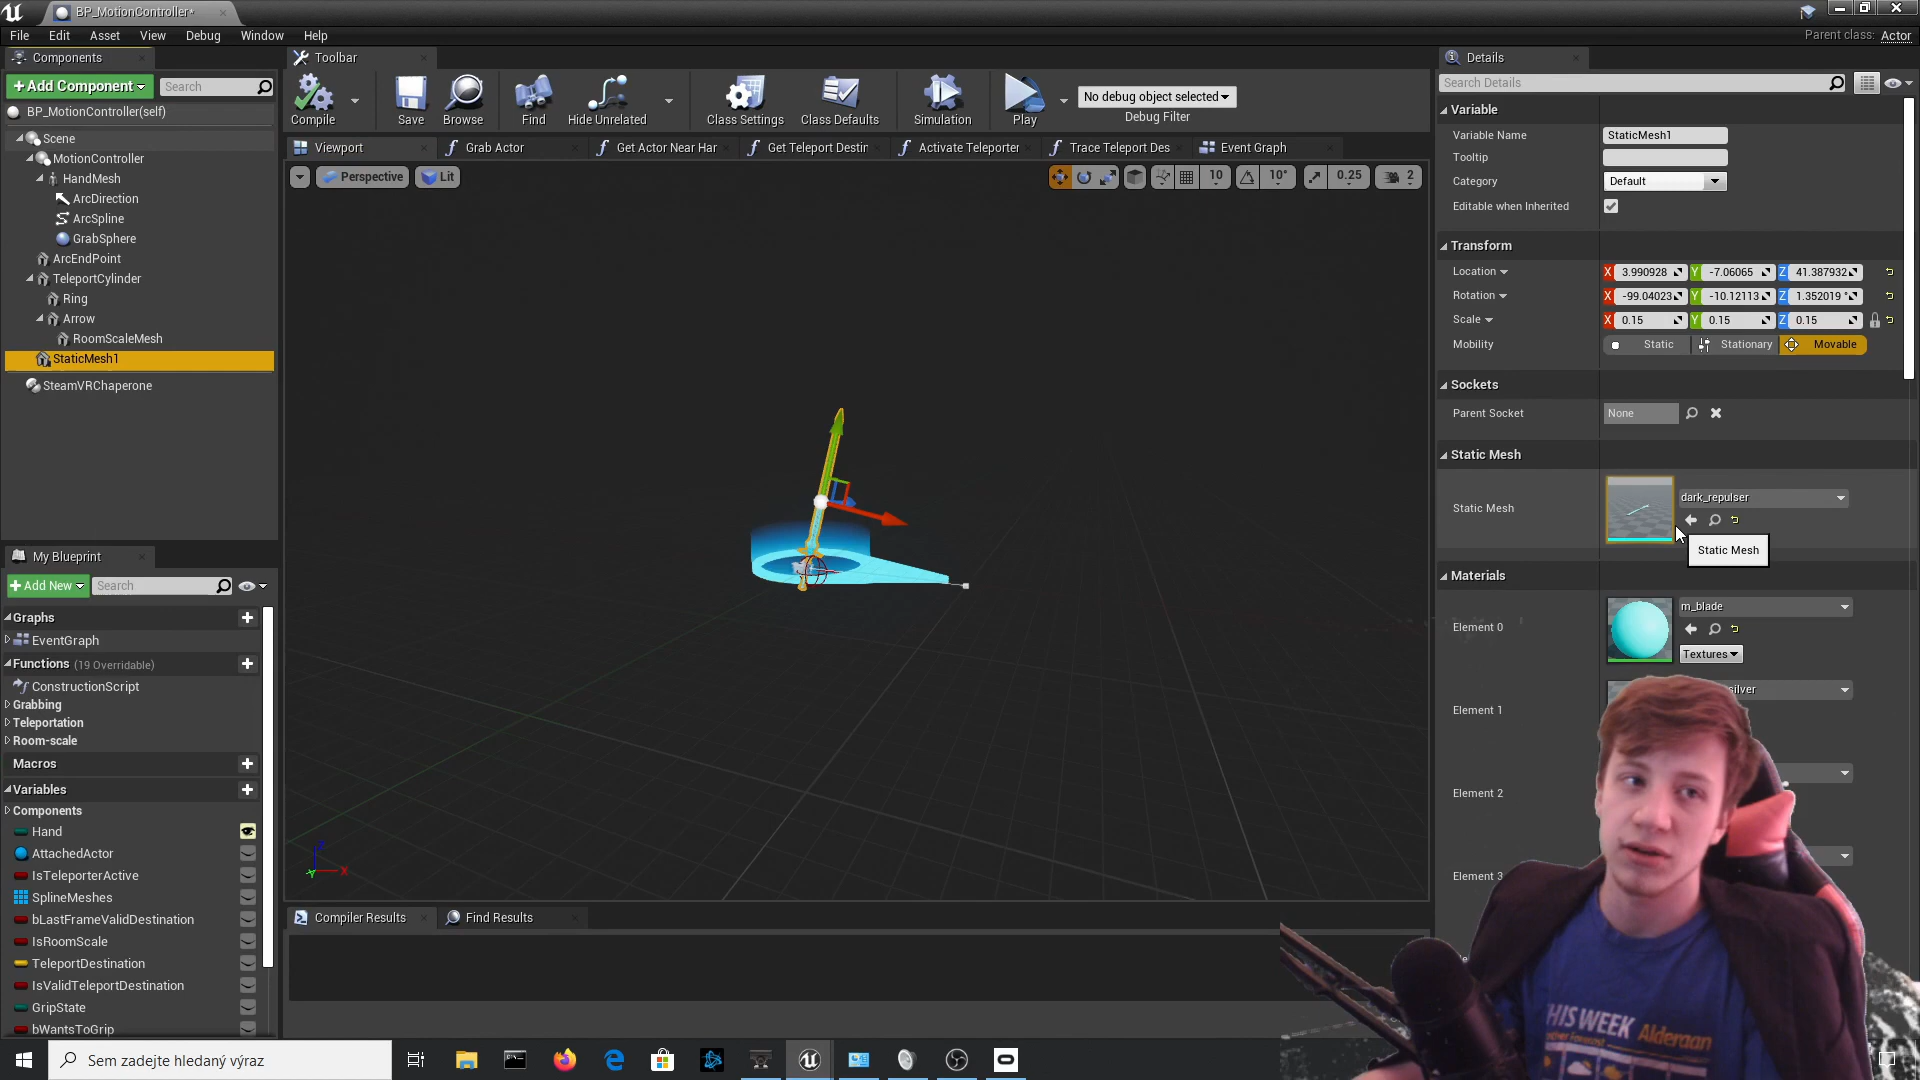 BP_MotionController*
File Edit Asset View Debug Window Help
Parent class: Actor
Components
+Add Component
Search
BP_MotionController(self)
Scene
MotionController
HandMesh
ArcDirection
ArcSpline
GrabSphere
ArcEndPoint
TeleportCylinder
Ring
Arrow
RoomScaleMesh
StaticMesh1
SteamVRChaperone
My Blueprint
+Add New
Search
Graphs
EventGraph
Functions (19 Overridable)
ConstructionScript
Grabbing
Teleportation
Room-scale
Macros
Variables
Components
Hand
AttachedActor
IsTeleporterActive
SplineMeshes
bLastFrameValidDestination
IsRoomScale
TeleportDestination
IsValidTeleportDestination
GripState
bWantsToGrip
Toolbar
Compile
Save
Browse
Find
Hide Unrelated
Class Settings
Class Defaults
Simulation
Play
No debug object selected
Debug Filter
Viewport
Grab Actor
Get Actor Near Har
Get Teleport Destin
Activate Teleporter
Trace Teleport Des
Event Graph
Perspective
Lit
10
10°
0.25
2
Z
X
Y
Compiler Results
Find Results
Details
Search Details
Variable
Variable Name StaticMesh1
Tooltip
Category Default
Editable when Inherited
Transform
Location X 3.990928 Y -7.06065 Z 41.387932
Rotation X -99.04023 Y -10.12113 Z 1.352019 °
Scale X 0.15 Y 0.15 Z 0.15
Mobility Static Stationary Movable
Sockets
Parent Socket None
Static Mesh
Static Mesh dark_repulser
Static Mesh
Materials
Element 0 m_blade
Textures
Element 1 silver
Element 2
Element 3
THIS WEEK Alderaan
Sem zadejte hledaný výraz